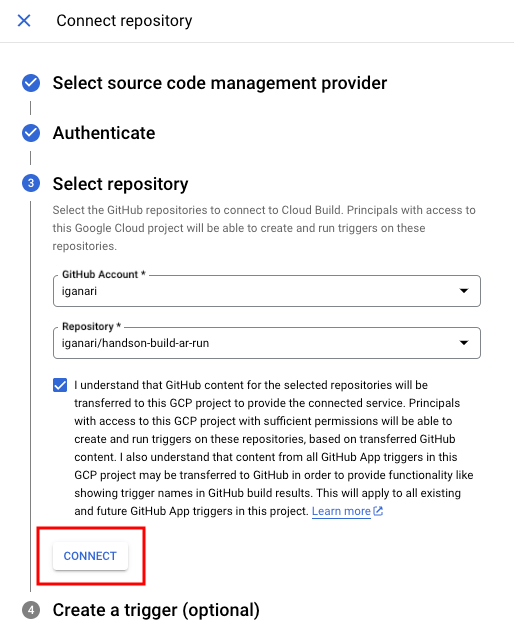 Connect repository
Select source code management provider
Authenticate
3 Select repository
Select the GitHub repositories to connect to Cloud Build. Principals with access to
this Google Cloud project will be able to create and run triggers on these
repositories.
GitHub Account *
iganari
Repository *
iganari/handson-build-ar-run
I understand that GitHub content for the selected repositories will be
transferred to this GCP project to provide the connected service. Principals
with access to this GCP project with sufficient permissions will be able to
create and run triggers on these repositories, based on transferred GitHub
content. I also understand that content from all GitHub App triggers in this
GCP project may be transferred to GitHub in order to provide functionality like
showing trigger names in GitHub build results. This will apply to all existing
and future GitHub App triggers in this project. Learn more
CONNECT
4 Create a trigger (optional)